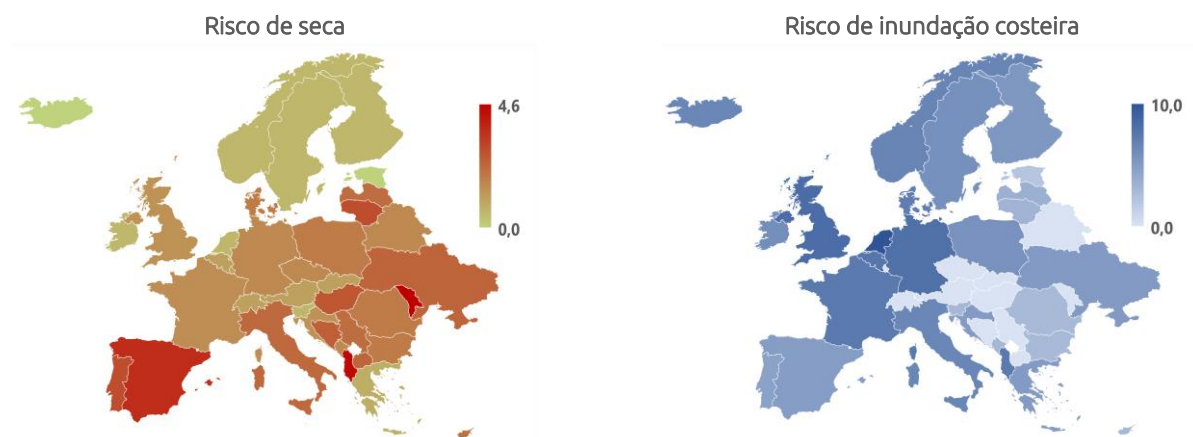 Risco de seca
4,6
0,0
Risco de inundação costeira
10,0
0,0